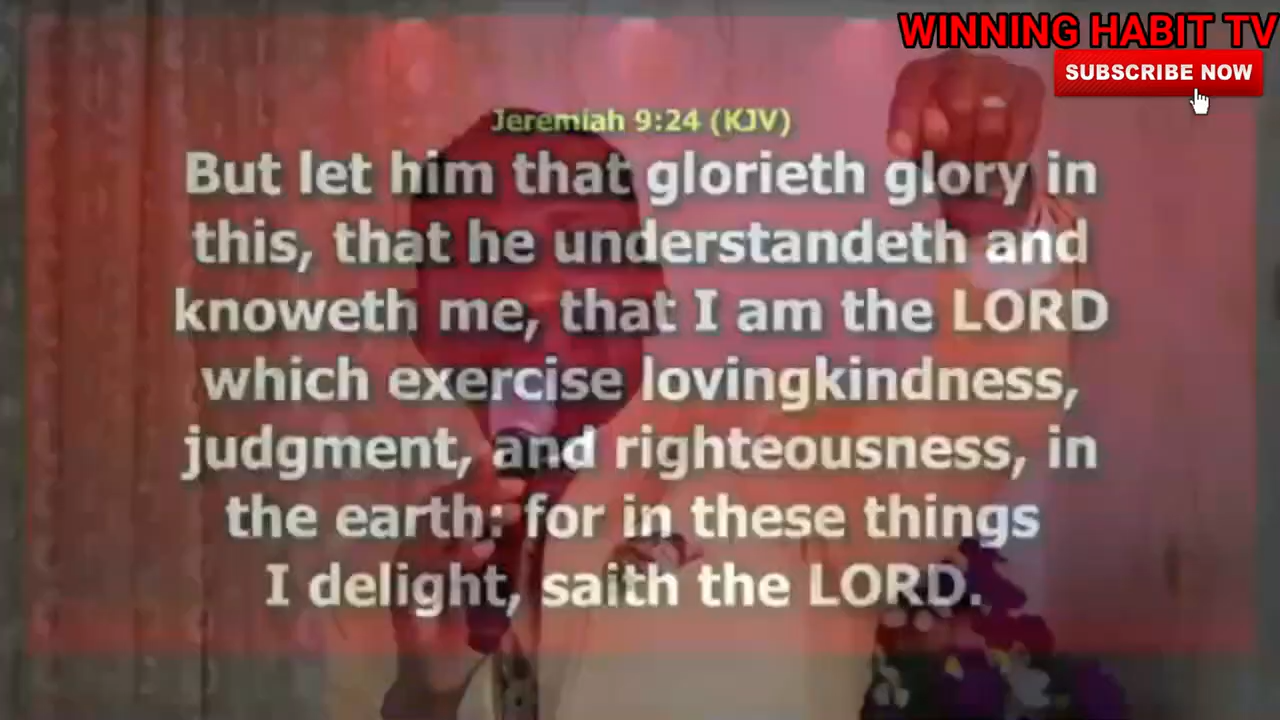 WINNING HABIT TV
SUBSCRIBE NOW
Jeremiah 9:24 (KJV)
But let him that glorieth glory in
this, that he understandeth and
knoweth me, that I am the LORD
which exercise lovingkindness,
judgment, and righteousness, in
the earth: for in these things
I delight, saith the LORD.